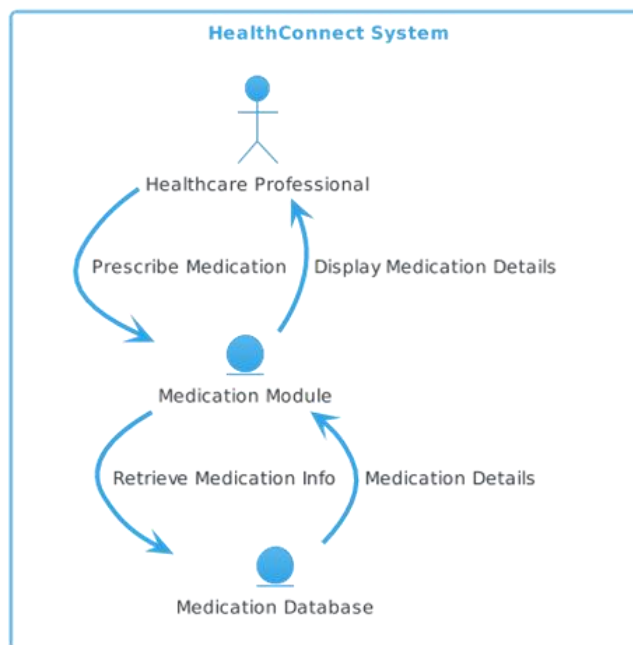 HealthConnect System
Healthcare Professional
Prescribe Medication
Display Medication Details
Medication Module
Retrieve Medication Info
Medication Details
Medication Database